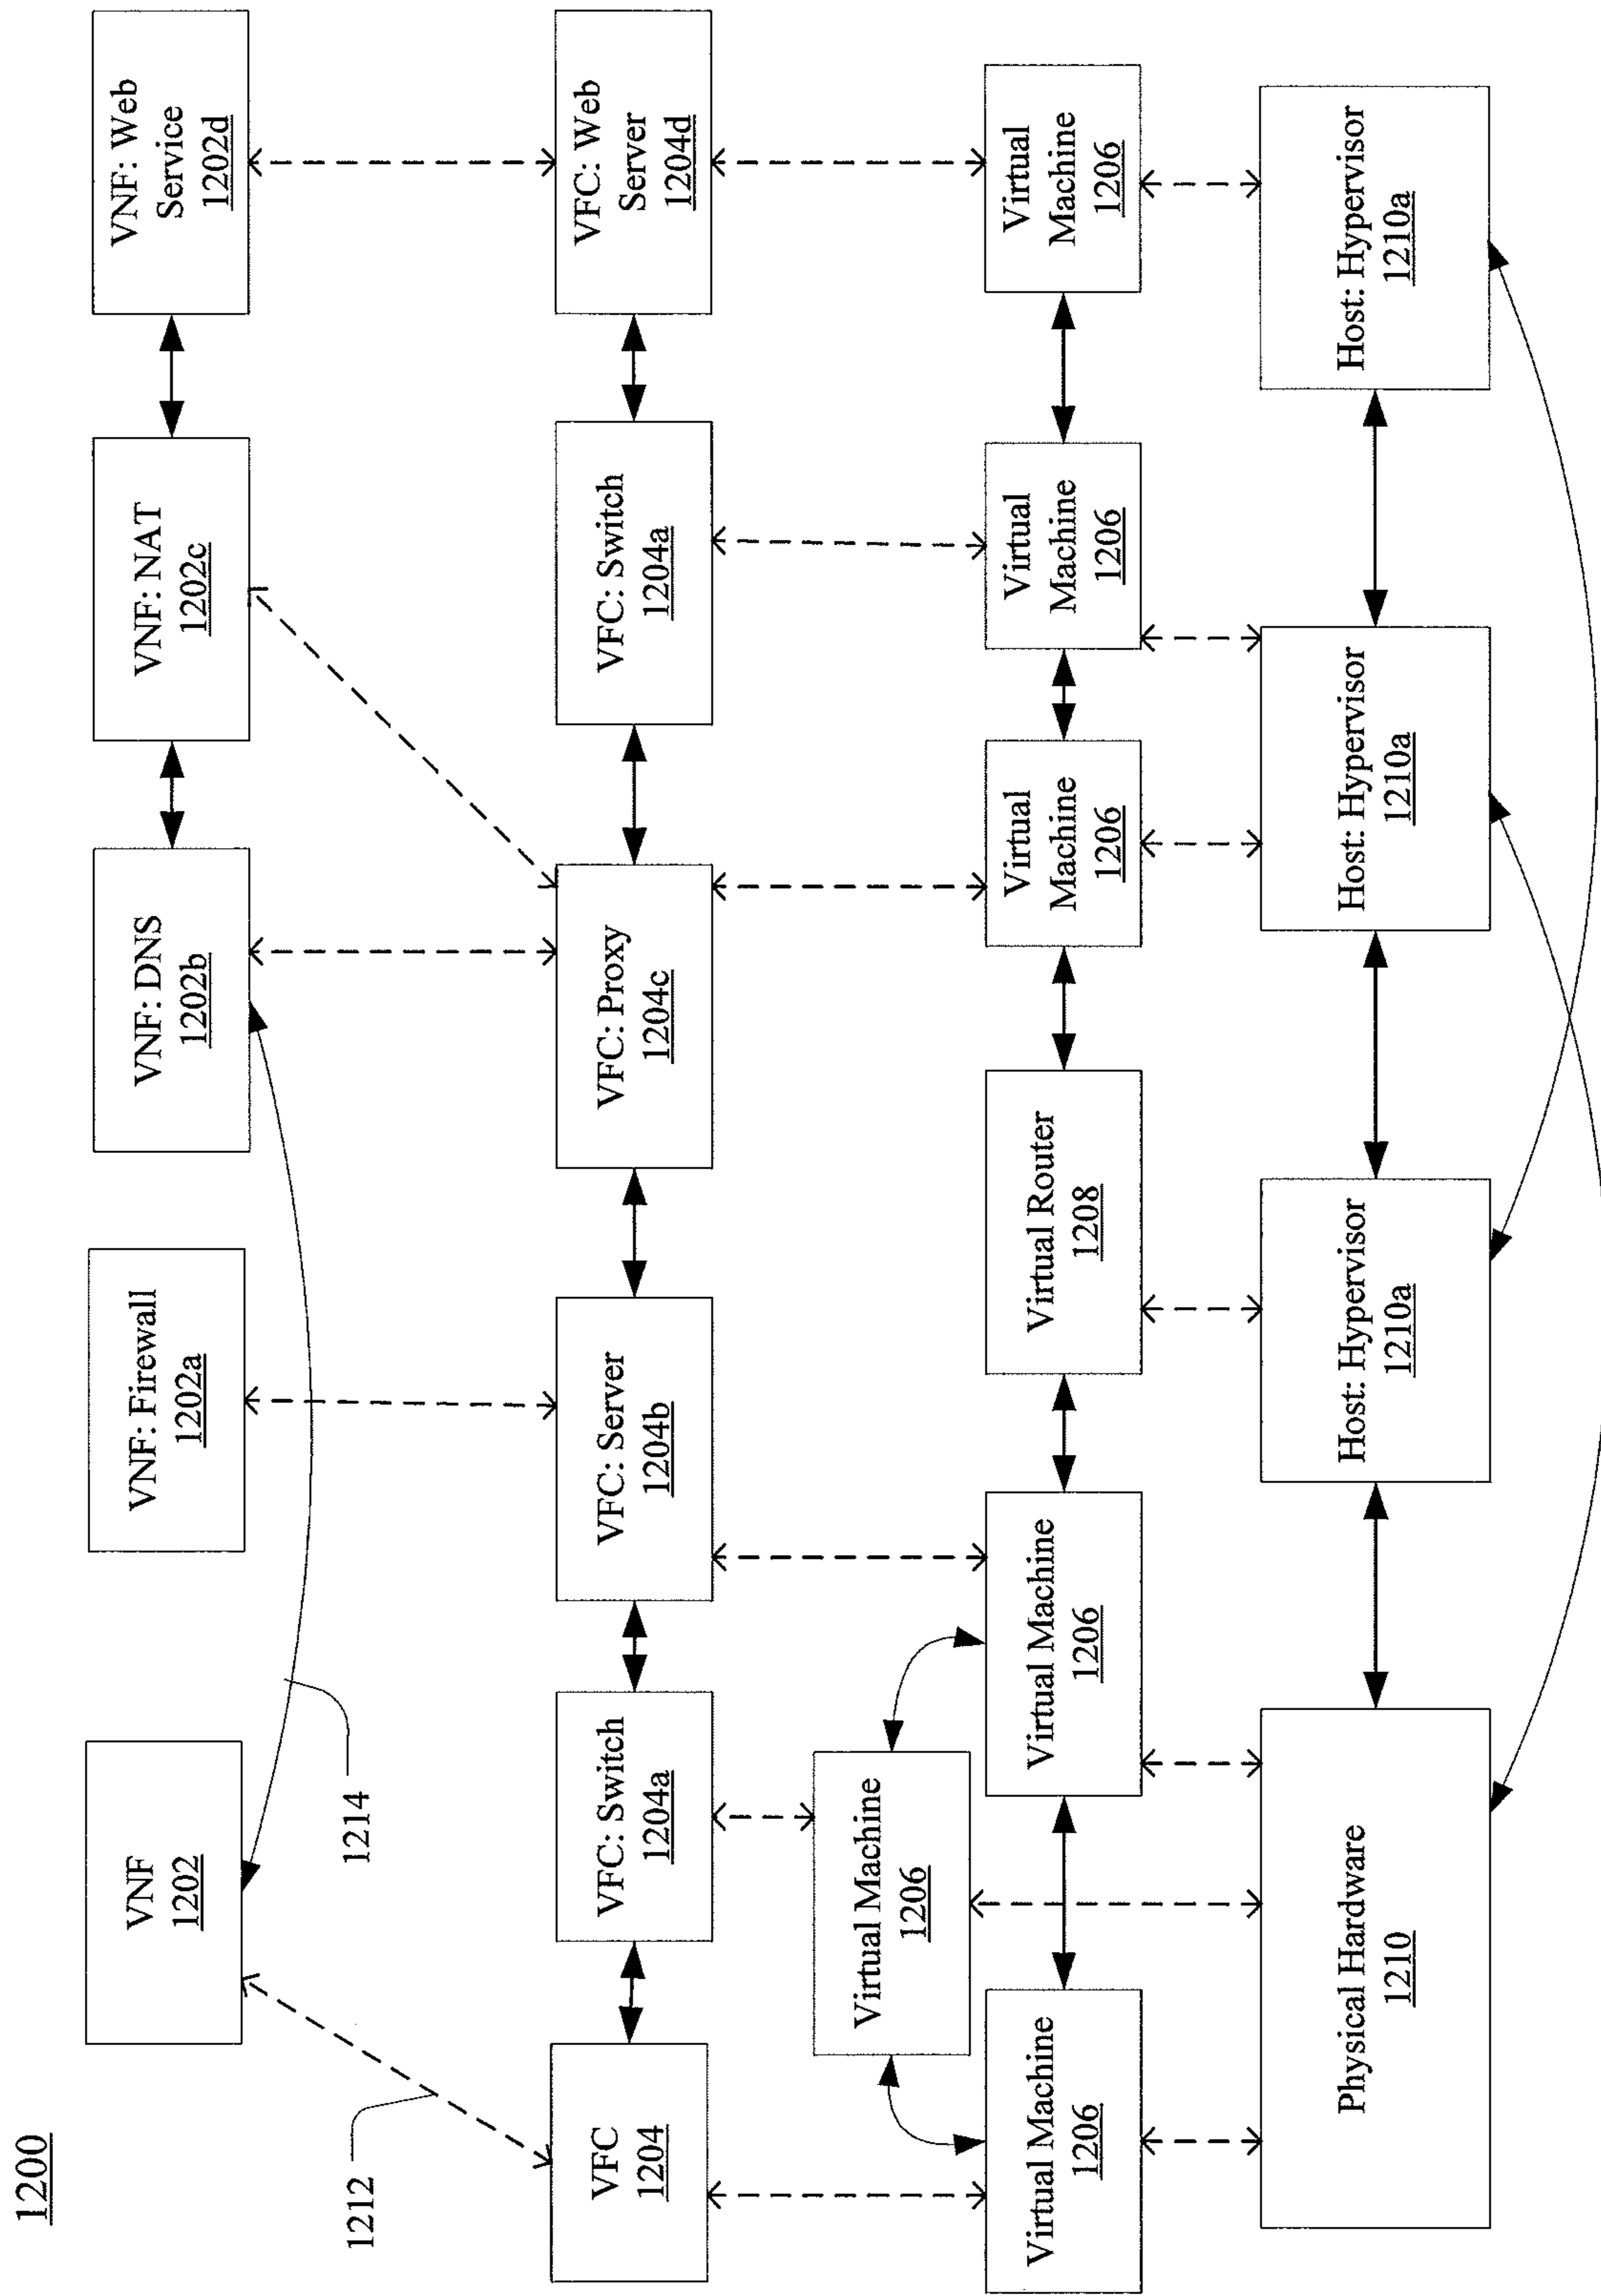 1200
VNF
1202
VNF: Firewall
1202a
VNF: DNS
1202b
VNF: NAT
1202c
VNF: Web
Service
1202d
1212
1214
VFC
1204
VFC: Switch
1204a
VFC: Server
1204b
VFC: Proxy
1204c
VFC: Switch
1204a
VFC: Web
Server
1204d
Virtual Machine
1206
Virtual Machine
1206
Virtual Machine
1206
Virtual Router
1208
Virtual
Machine
1206
Virtual
Machine
1206
Virtual
Machine
1206
Physical Hardware
1210
Host: Hypervisor
1210a
Host: Hypervisor
1210a
Host: Hypervisor
1210a